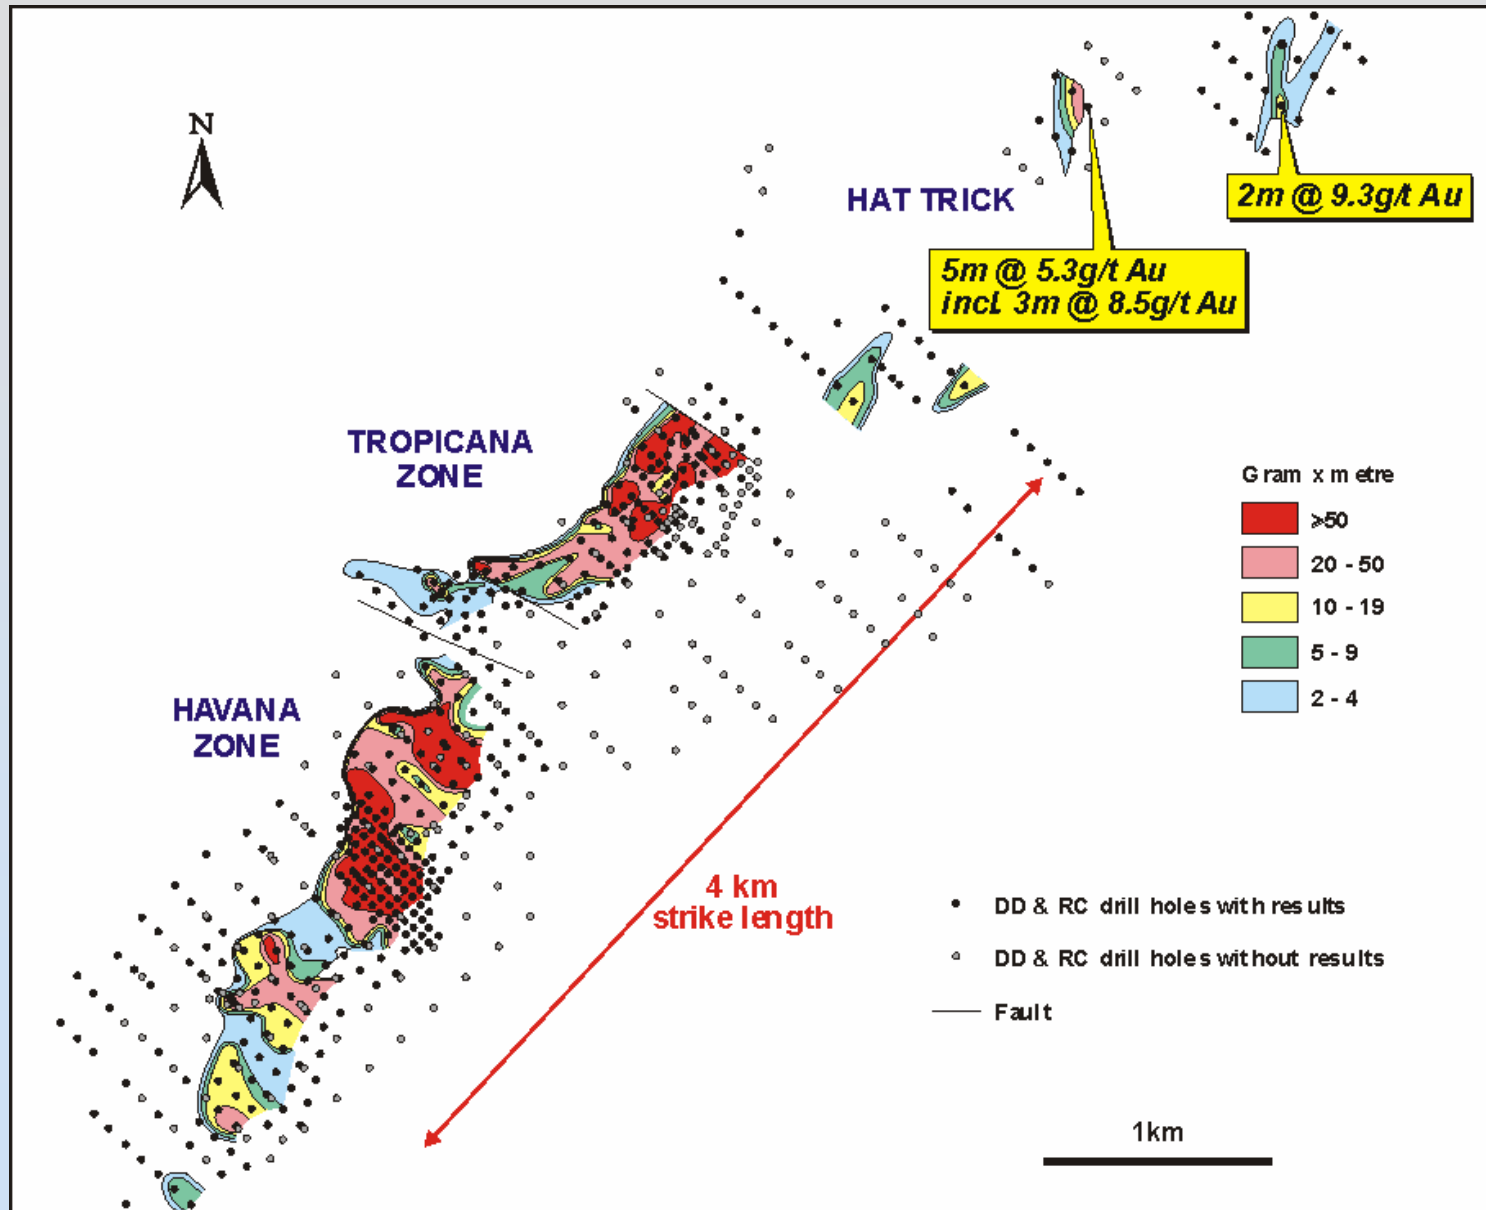 N
HAT TRICK
2m @ 9.3g/t Au
5m @ 5.3g/t Au
incl. 3m @ 8.5g/t Au
TROPICANA
ZONE
Gram x metre
>50
20 - 50
10 - 19
5 - 9
2 - 4
HAVANA
ZONE
4 km
strike length
DD & RC drill holes with results
DD & RC drill holes without results
Fault
1km